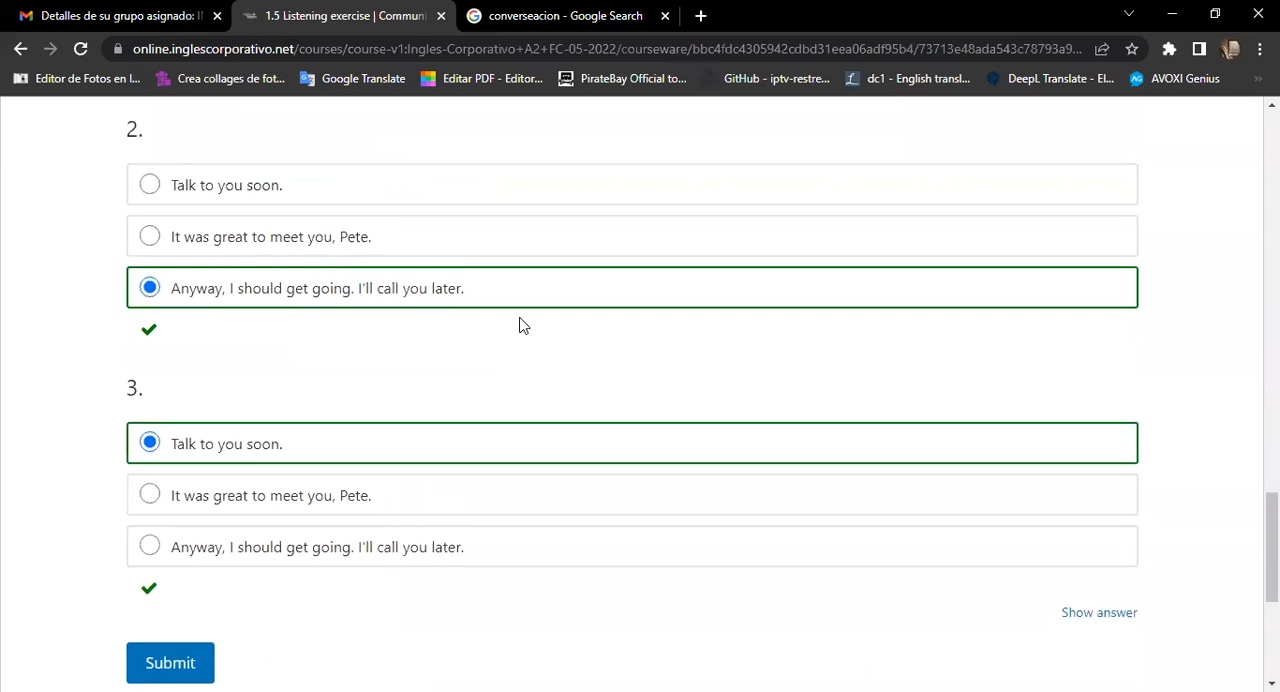 Detalles de su grupo asignado: I
1.5 Listening exercise | Commun
converseacion - Google Search
online.inglescorporativo.net/courses/course-v1:Ingles-Corporativo+A2+FC-05-2022/courseware/bbc4fdc4305942cdbd31eea06adf95b4/73713e48ada543c78793a9...
Editor de Fotos en l...
Crea collages de fot...
Google Translate
Editar PDF - Editor...
PirateBay Official to...
GitHub - iptv-restre...
dc1 - English transl...
DeepL Translate - El...
AVOXI Genius
2.
Talk to you soon.
It was great to meet you, Pete.
Anyway, I should get going. I'll call you later.
3.
Talk to you soon.
It was great to meet you, Pete.
Anyway, I should get going. I'll call you later.
Show answer
Submit